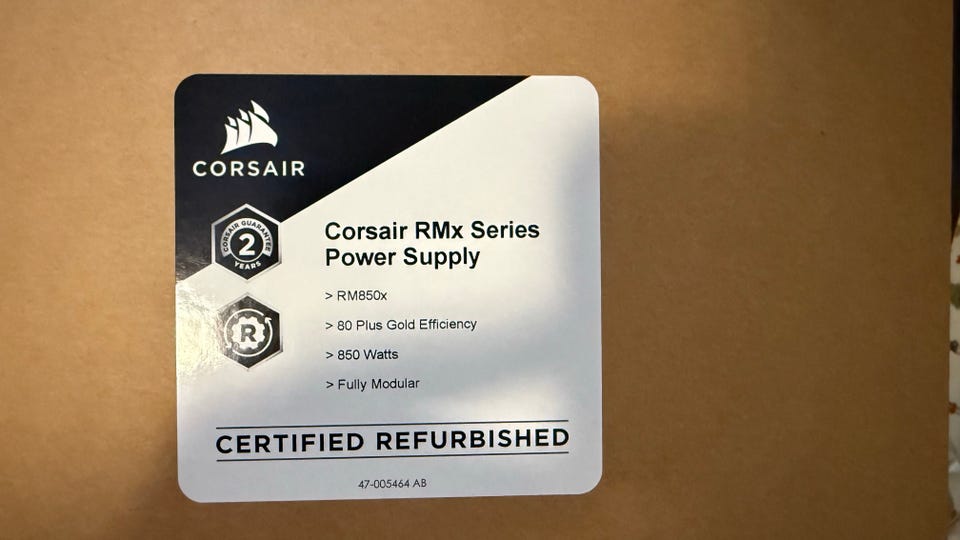 CORSAIR
CORSAIR GUARANTEE
2
YEARS
Corsair RMx Series
Power Supply
> RM850x
> 80 Plus Gold Efficiency
> 850 Watts
> Fully Modular
R
CERTIFIED REFURBISHED
47-005464 AB